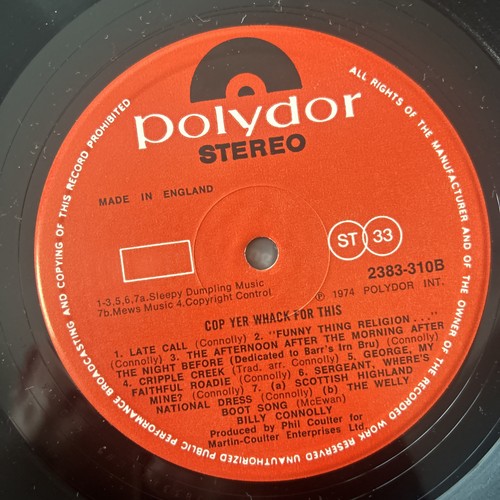 polydor
STEREO
MADE IN ENGLAND
ST 33
2383-310B
1-3,5,6,7a.Sleepy Dumpling Music
7b.Mews Music 4.Copyright Control
℗ 1974 POLYDOR INT.
COP YER WHACK FOR THIS
1. LATE CALL (Connolly) 2. "FUNNY THING RELIGION..."
(Connolly) 3. THE AFTERNOON AFTER THE MORNING AFTER
THE NIGHT BEFORE (Dedicated to Barr's Irn Bru) (Connolly)
4. CRIPPLE CREEK (Trad. arr. Connolly) 5. GEORGE, MY
FAITHFUL ROADIE (Connolly) 6. SERGEANT, WHERE'S
MINE? (Connolly) 7. (a) SCOTTISH HIGHLAND
NATIONAL DRESS (Connolly) (b) THE WELLY
BOOT SONG (McEwan)
BILLY CONNOLLY
Produced by Phil Coulter for
Martin-Coulter Enterprises Ltd.
ALL RIGHTS OF THE MANUFACTURER AND OF THE OWNER OF THE RECORDED WORK RESERVED UNAUTHORIZED PUBLIC PERFORMANCE BROADCASTING AND COPYING OF THIS RECORD PROHIBITED